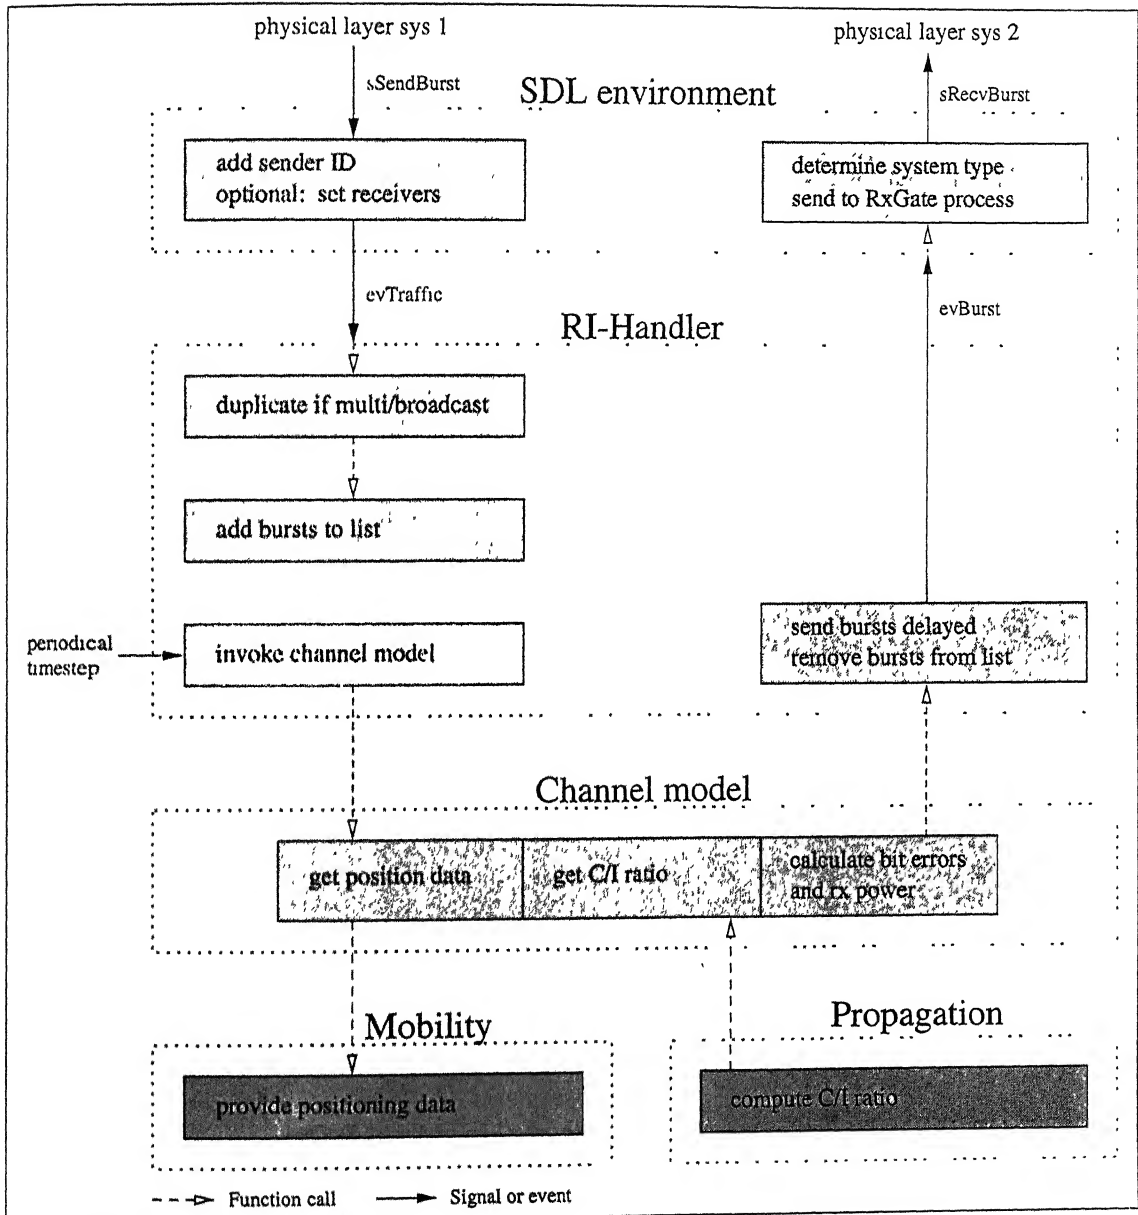 physical layer sys 1
physical layer sys 2
sSendBurst
SDL environment
sRecvBurst
add sender ID
optional: set receivers
determine system type
send to RxGate process
evTraffic
evBurst
RI-Handler
duplicate if multi/broadcast
add bursts to list
periodical
timestep
invoke channel model
send bursts delayed
remove bursts from list
Channel model
get position data
get C/I ratio
calculate bit errors
and rx power
Mobility
Propagation
provide positioning data
compute C/I ratio
Function call
Signal or event